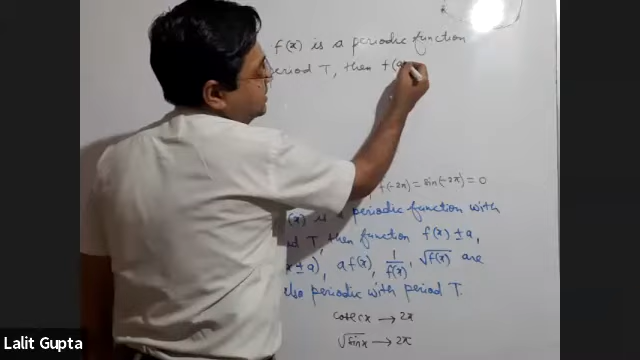 f(x) is a periodic function
period T, then f(a
f(-2π) = sin(-2π) = 0
(x) is a periodic function with
T, then function f(x) ± a,
(x ± a), a f(x), 1/f(x), √f(x) are
also periodic with period T.
cosec x → 2π
√sin x → 2π
Lalit Gupta